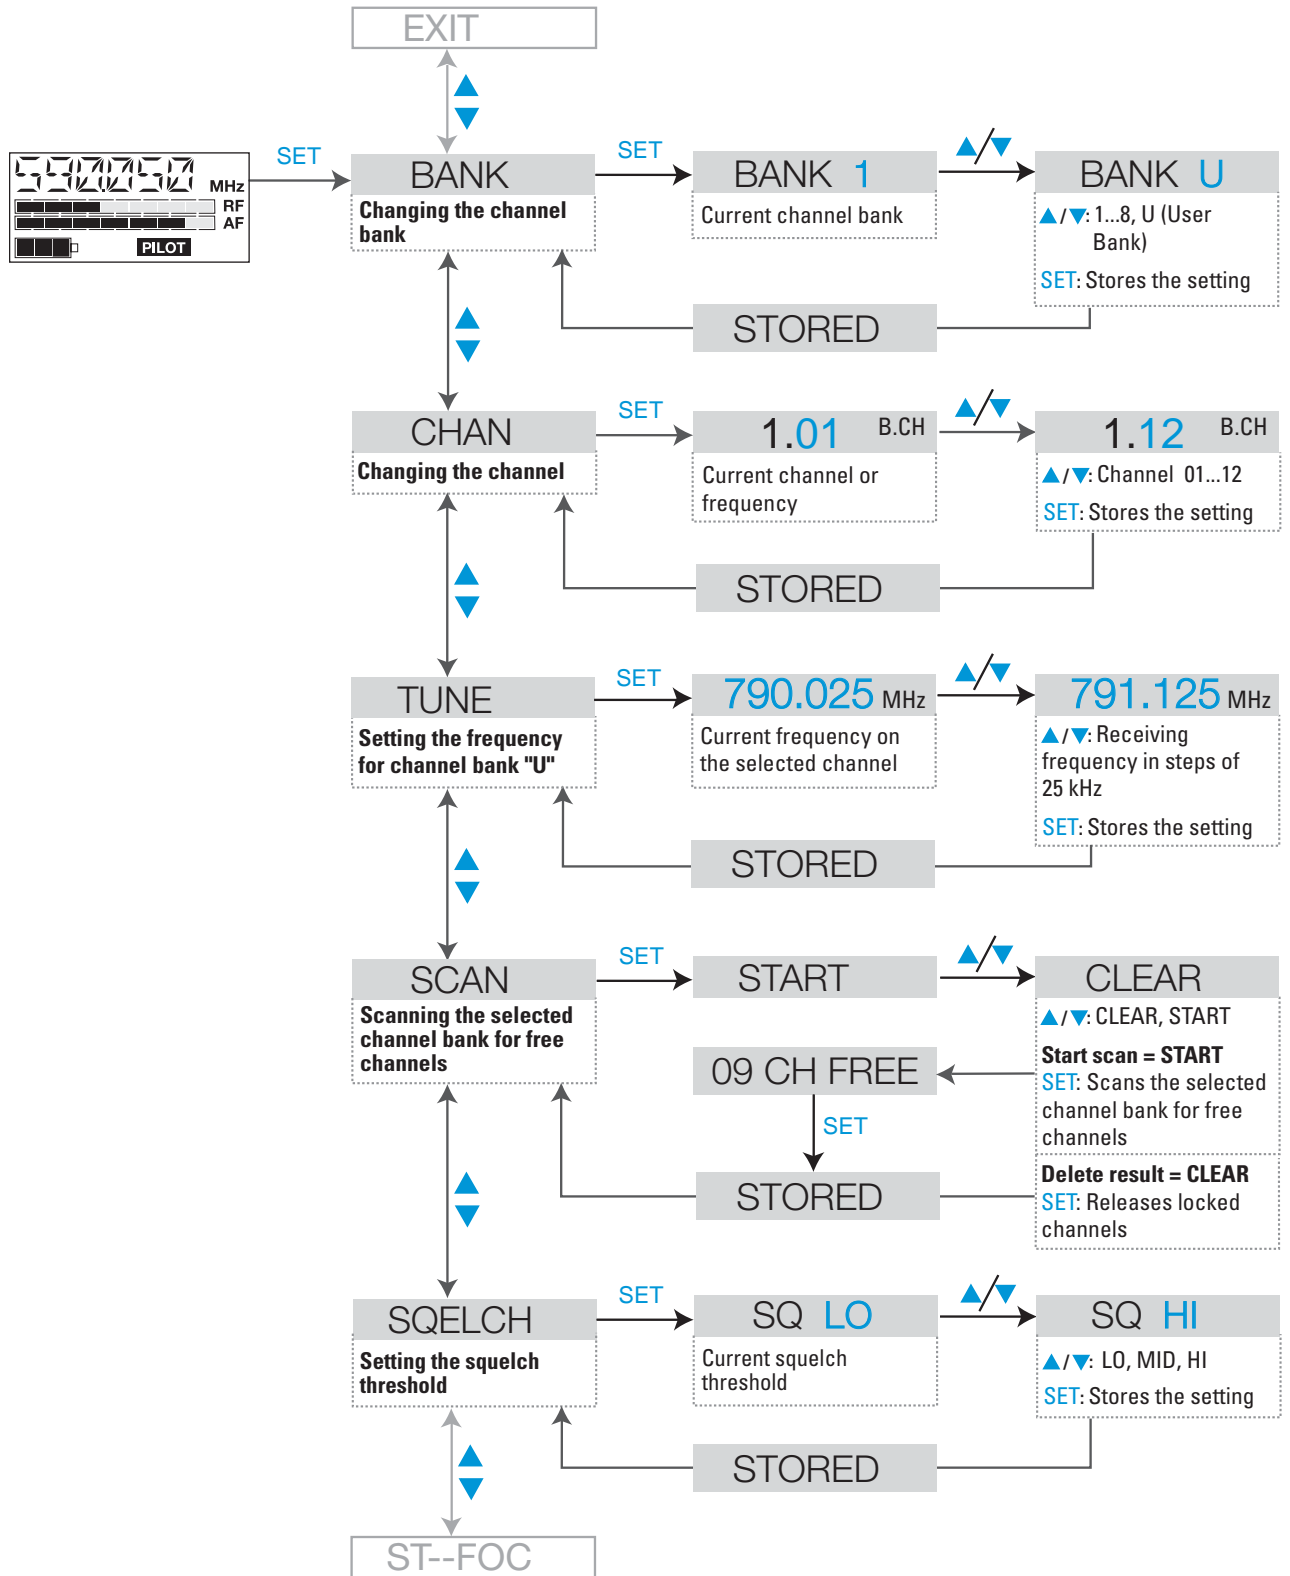 EXIT
590.050 MHz
RF
AF
PILOT
SET
BANK
Changing the channel
bank
SET
BANK 1
Current channel bank
▲/▼
BANK U
▲/▼: 1...8, U (User
Bank)
SET: Stores the setting
STORED
CHAN
Changing the channel
SET
1.01 B.CH
Current channel or
frequency
▲/▼
1.12 B.CH
▲/▼: Channel 01...12
SET: Stores the setting
STORED
TUNE
Setting the frequency
for channel bank "U"
SET
790.025 MHz
Current frequency on
the selected channel
▲/▼
791.125 MHz
▲/▼: Receiving
frequency in steps of
25 kHz
SET: Stores the setting
STORED
SCAN
Scanning the selected
channel bank for free
channels
SET
START
▲/▼
CLEAR
▲/▼: CLEAR, START
Start scan = START
SET: Scans the selected
channel bank for free
channels
09 CH FREE
SET
STORED
Delete result = CLEAR
SET: Releases locked
channels
SQELCH
Setting the squelch
threshold
SET
SQ LO
Current squelch
threshold
▲/▼
SQ HI
▲/▼: LO, MID, HI
SET: Stores the setting
STORED
ST--FOC